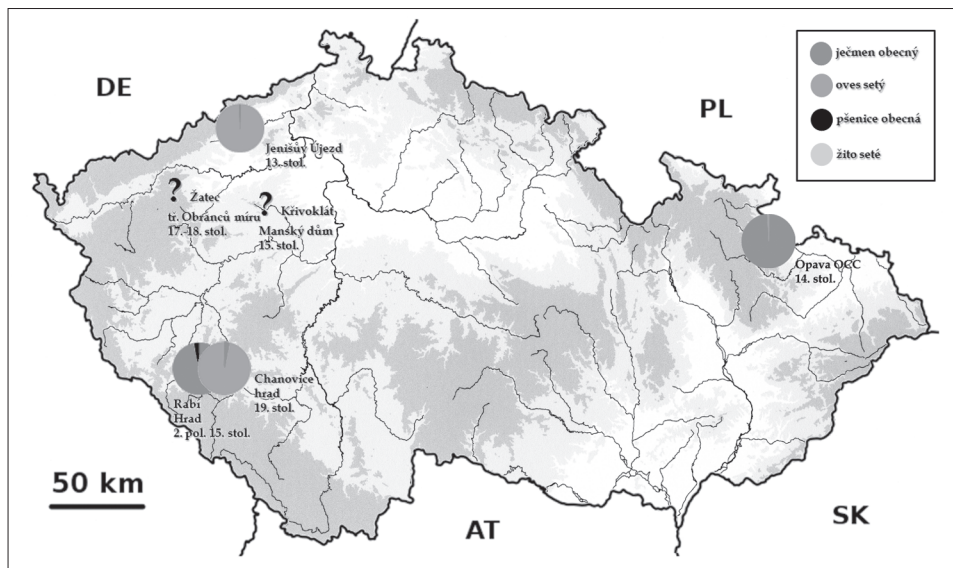 DE
PL
ječmen obecný
oves setý
pšenice obecná
žito seté
Jenišův Újezd
13. stol.
?
Žatec
tř. Obránců míru
17.-18. stol.
?
Křivoklát
Manský dům
15. stol.
Opava OCC
14. stol.
Chanovice
hrad
19. stol.
Rabí
Hrad
2. pol. 15. stol.
50 km
AT
SK